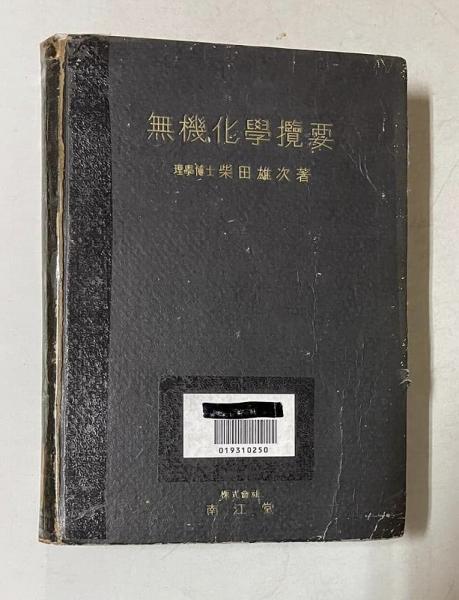 無機化學攬要
理學博士 柴田雄次著
019310250
株式會社
南江堂